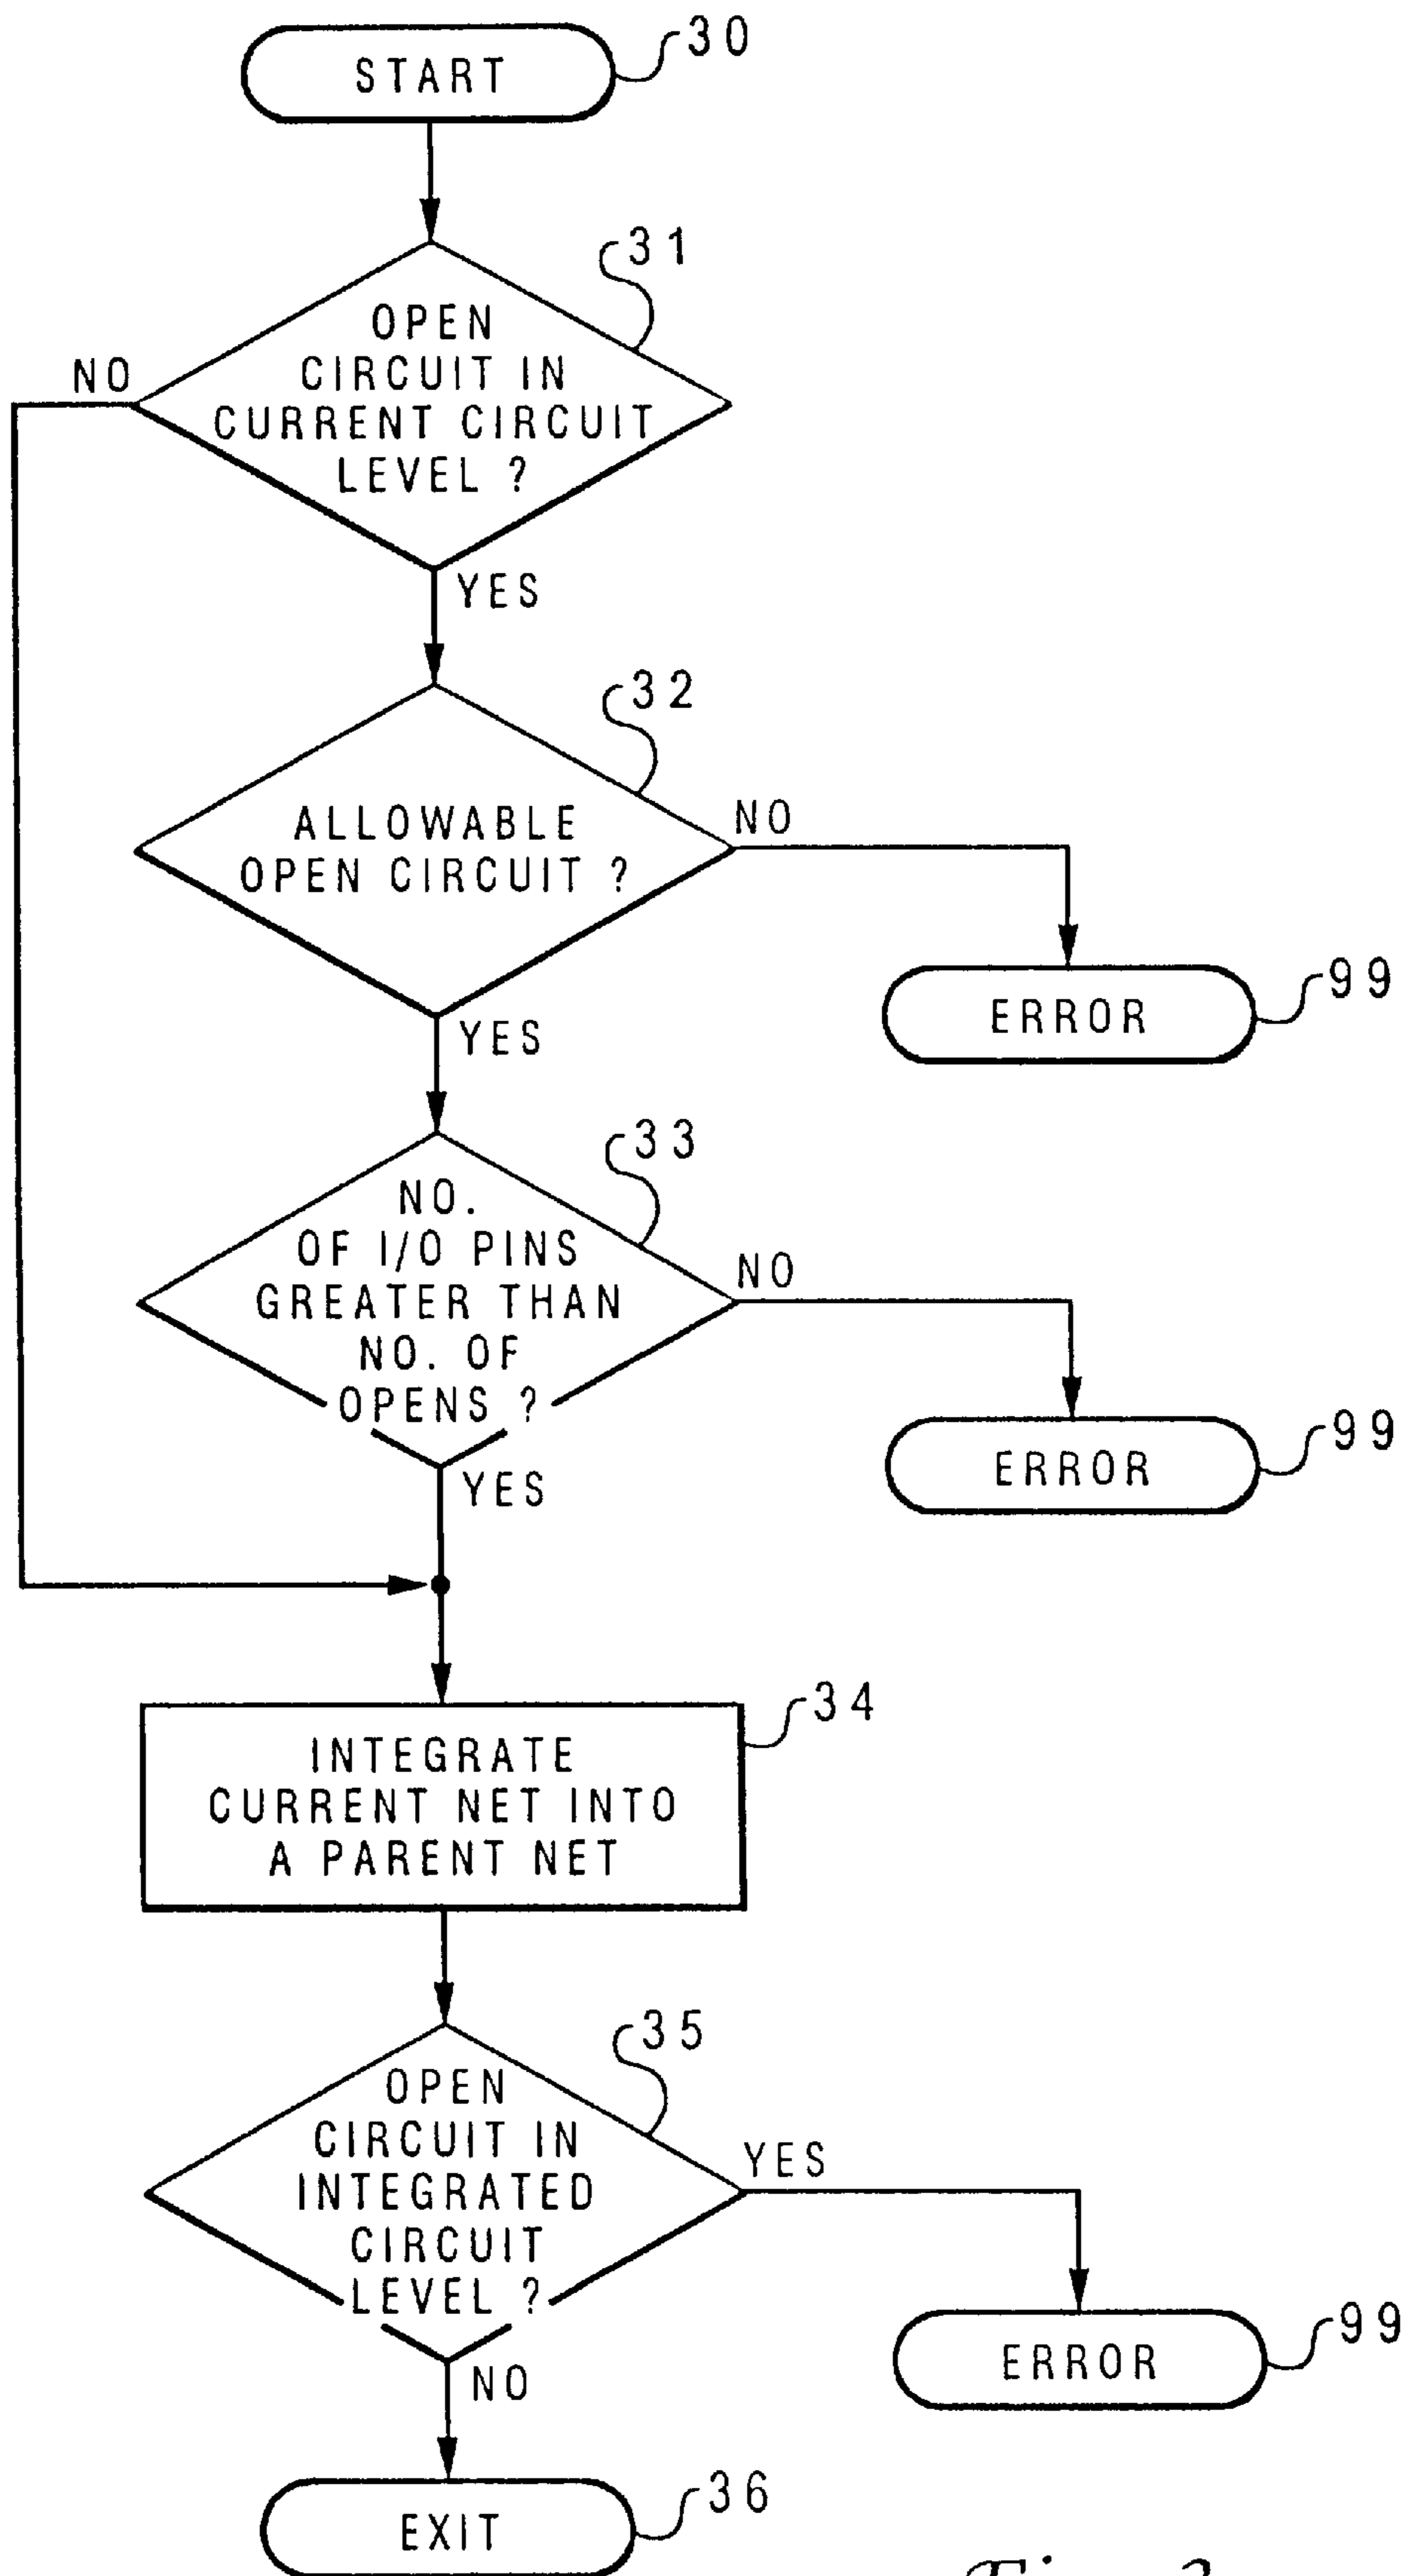 START
30
31
OPEN
CIRCUIT IN
CURRENT CIRCUIT
LEVEL ?
NO
YES
32
ALLOWABLE
OPEN CIRCUIT ?
NO
ERROR
99
YES
33
NO.
OF I/O PINS
GREATER THAN
NO. OF
OPENS ?
NO
ERROR
99
YES
34
INTEGRATE
CURRENT NET INTO
A PARENT NET
35
OPEN
CIRCUIT IN
INTEGRATED
CIRCUIT
LEVEL ?
YES
ERROR
99
NO
EXIT
36